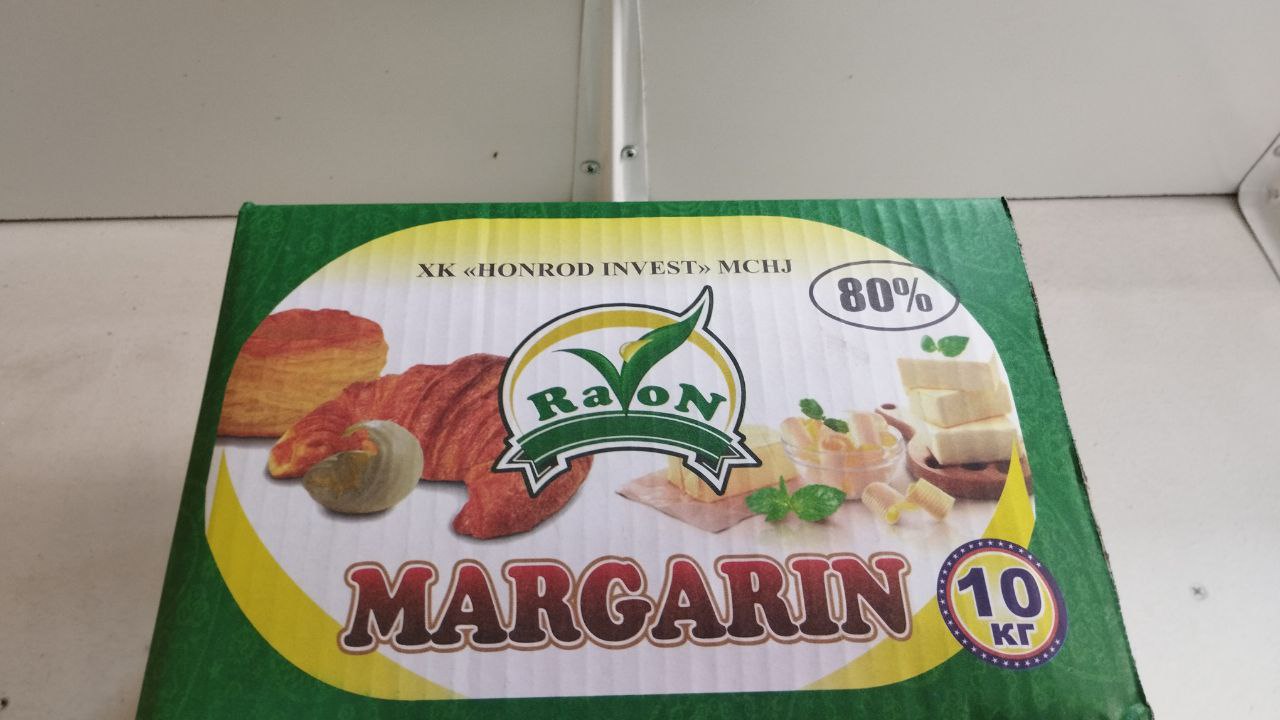 XK «HONROD INVEST» MCHJ
80%
RavoN
MARGARIN
10
КГ